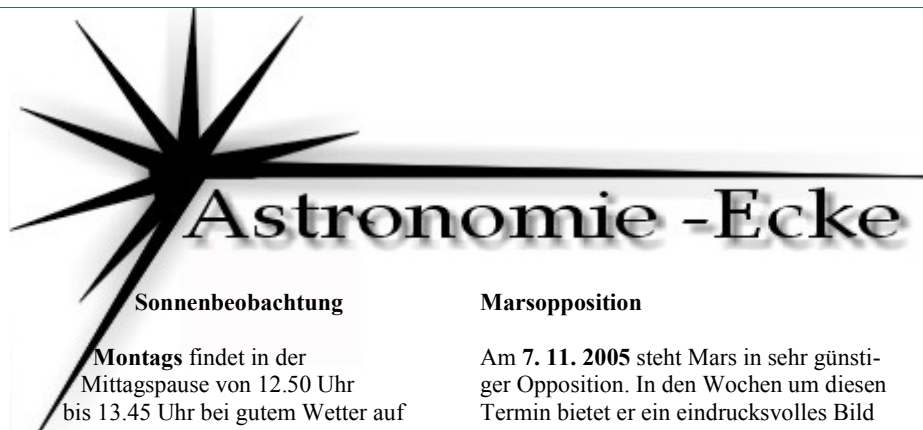 Astronomie -Ecke
Sonnenbeobachtung
Montags findet in der
Mittagspause von 12.50 Uhr
bis 13.45 Uhr bei gutem Wetter auf
Marsopposition
Am 7. 11. 2005 steht Mars in sehr günsti-
ger Opposition. In den Wochen um diesen
Termin bietet er ein eindrucksvolles Bild